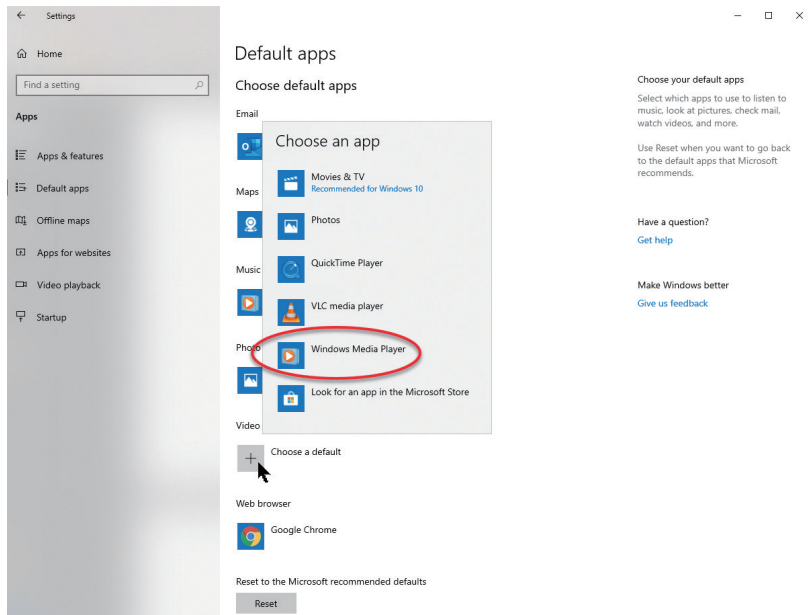 Settings
Home
Find a setting
Apps
Apps & features
Default apps
Offline maps
Apps for websites
Video playback
Startup
Default apps
Choose default apps
Email
Maps
Music
Photo
Video
Choose an app
Movies & TV
Recommended for Windows 10
Photos
QuickTime Player
VLC media player
Windows Media Player
Look for an app in the Microsoft Store
Choose a default
Web browser
Google Chrome
Reset to the Microsoft recommended defaults
Reset
Choose your default apps
Select which apps to use to listen to
music, look at pictures, check mail,
watch videos, and more.
Use Reset when you want to go back
to the default apps that Microsoft
recommends.
Have a question?
Get help
Make Windows better
Give us feedback